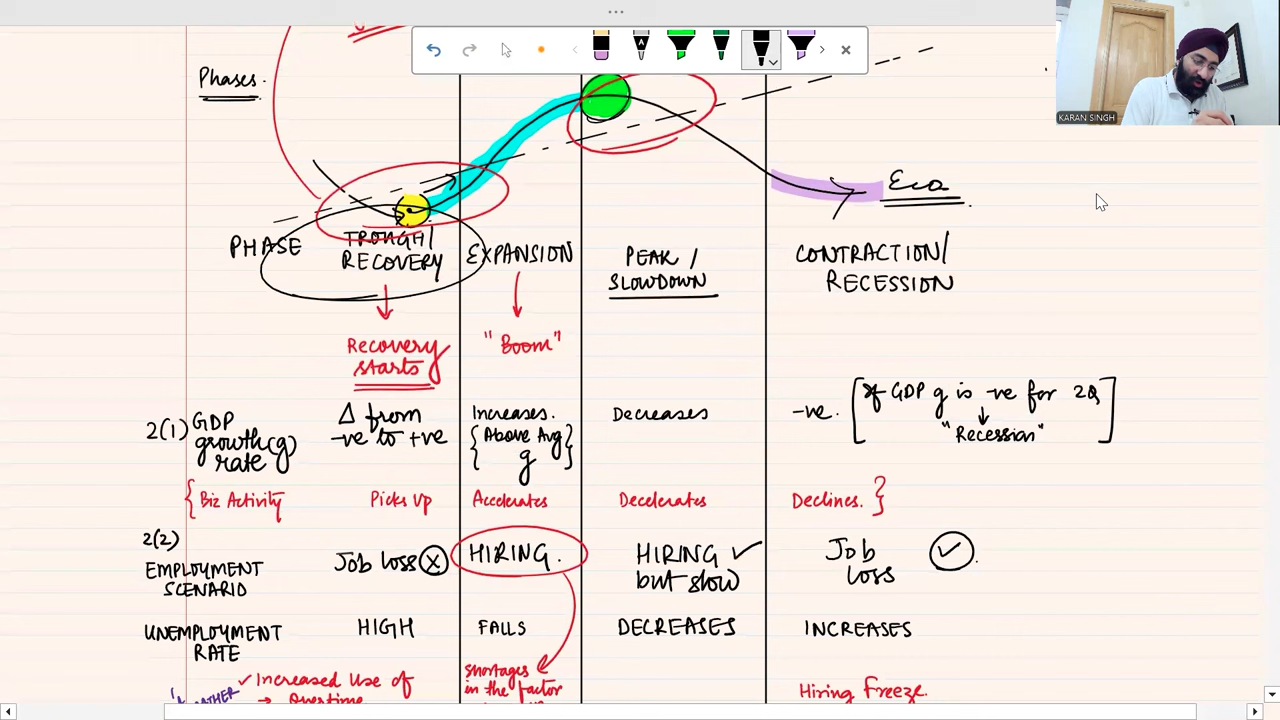 KARAN SINGH
Phases.
Eco
PHASE
TROUGH/
RECOVERY
EXPANSION
PEAK /
SLOWDOWN
CONTRACTION/
RECESSION
Recovery
starts
"Boom"
2(1) GDP
growth(g)
rate
Δ from
-ve to +ve
Increases.
{Above Avg
g}
Decreases
-ve. [If GDP g is -ve for 2Q
↓
"Recession"]
{Biz Activity
Picks Up
Accelerates
Decelerates
Declines.}
2(2)
EMPLOYMENT
SCENARIO
Job loss ⓧ
HIRING.
HIRING ✓
but slow
Job
loss ✓
UNEMPLOYMENT
RATE
HIGH
FALLS
DECREASES
INCREASES
✓ Increased Use of
→ overtime
shortages
in the factor
Hiring Freeze.